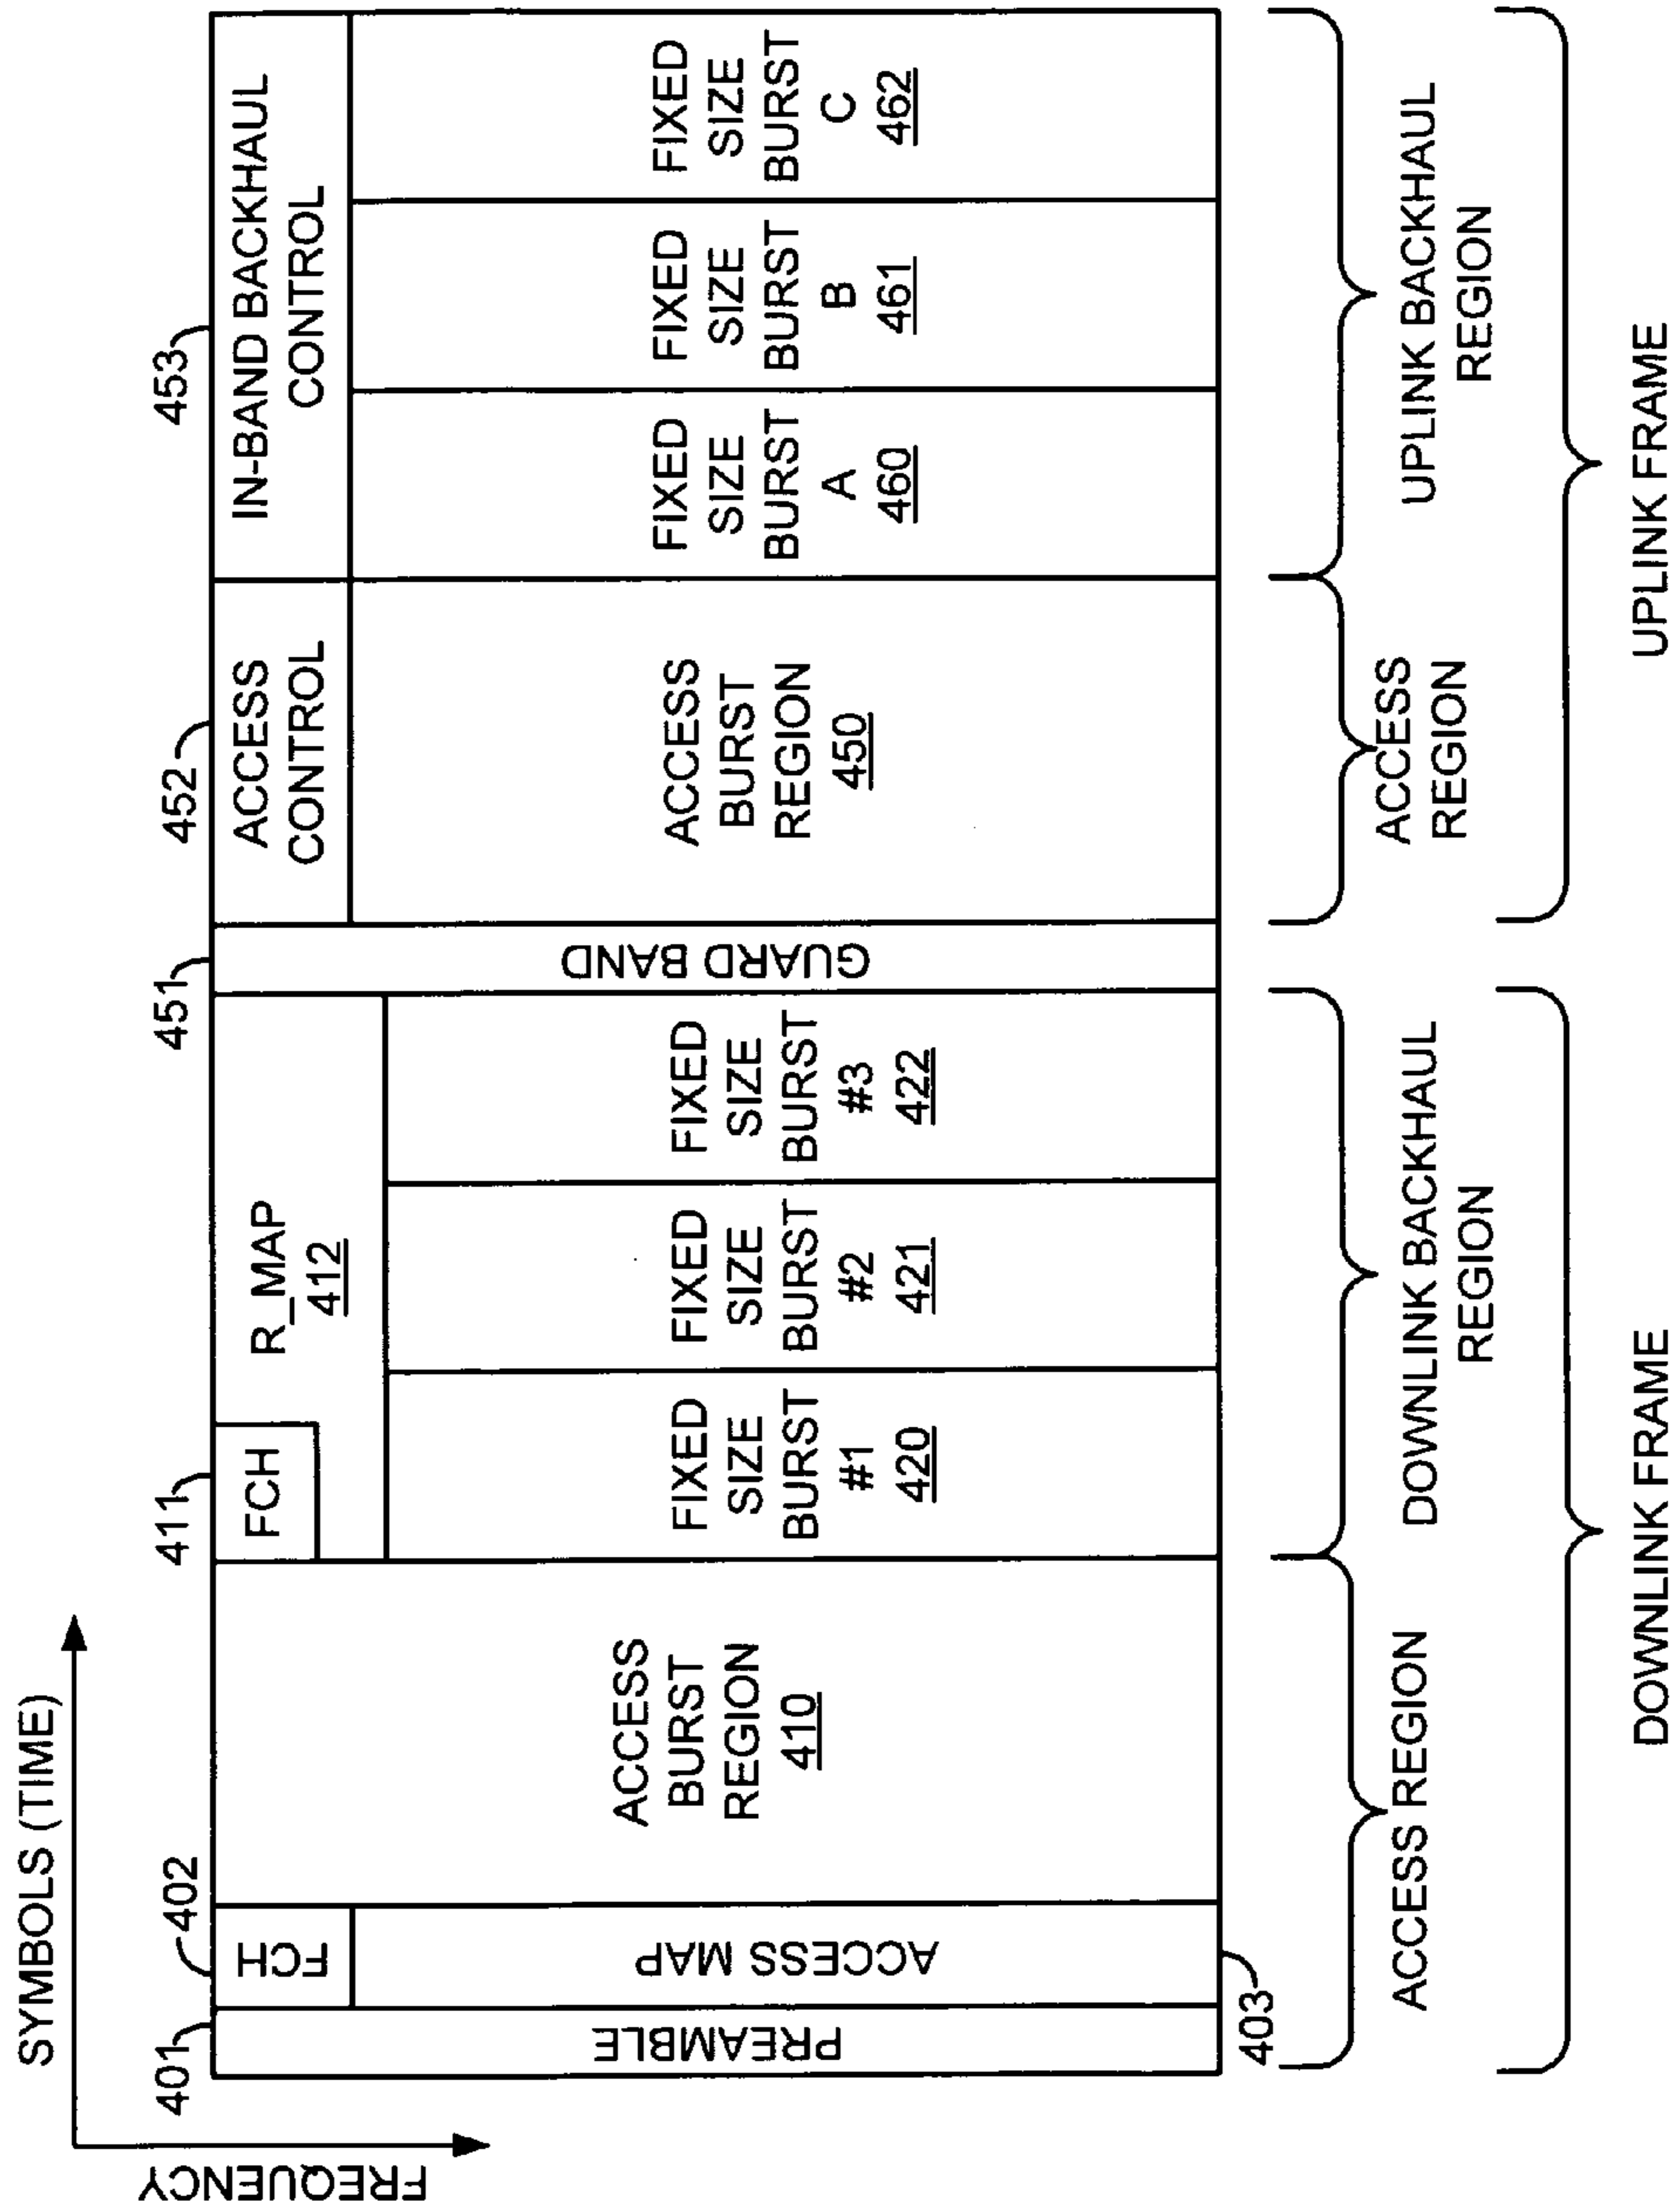 SYMBOLS (TIME)
FREQUENCY
401
402
411
451
452
453
PREAMBLE
FCH
ACCESS MAP
403
ACCESS
BURST
REGION
410
FCH
R_MAP
412
FIXED
SIZE
BURST
#1
420
FIXED
SIZE
BURST
#2
421
FIXED
SIZE
BURST
#3
422
GUARD BAND
ACCESS
CONTROL
ACCESS
BURST
REGION
450
IN-BAND BACKHAUL
CONTROL
FIXED
SIZE
BURST
A
460
FIXED
SIZE
BURST
B
461
FIXED
SIZE
BURST
C
462
ACCESS REGION
DOWNLINK BACKHAUL
REGION
ACCESS
REGION
UPLINK BACKHAUL
REGION
DOWNLINK FRAME
UPLINK FRAME